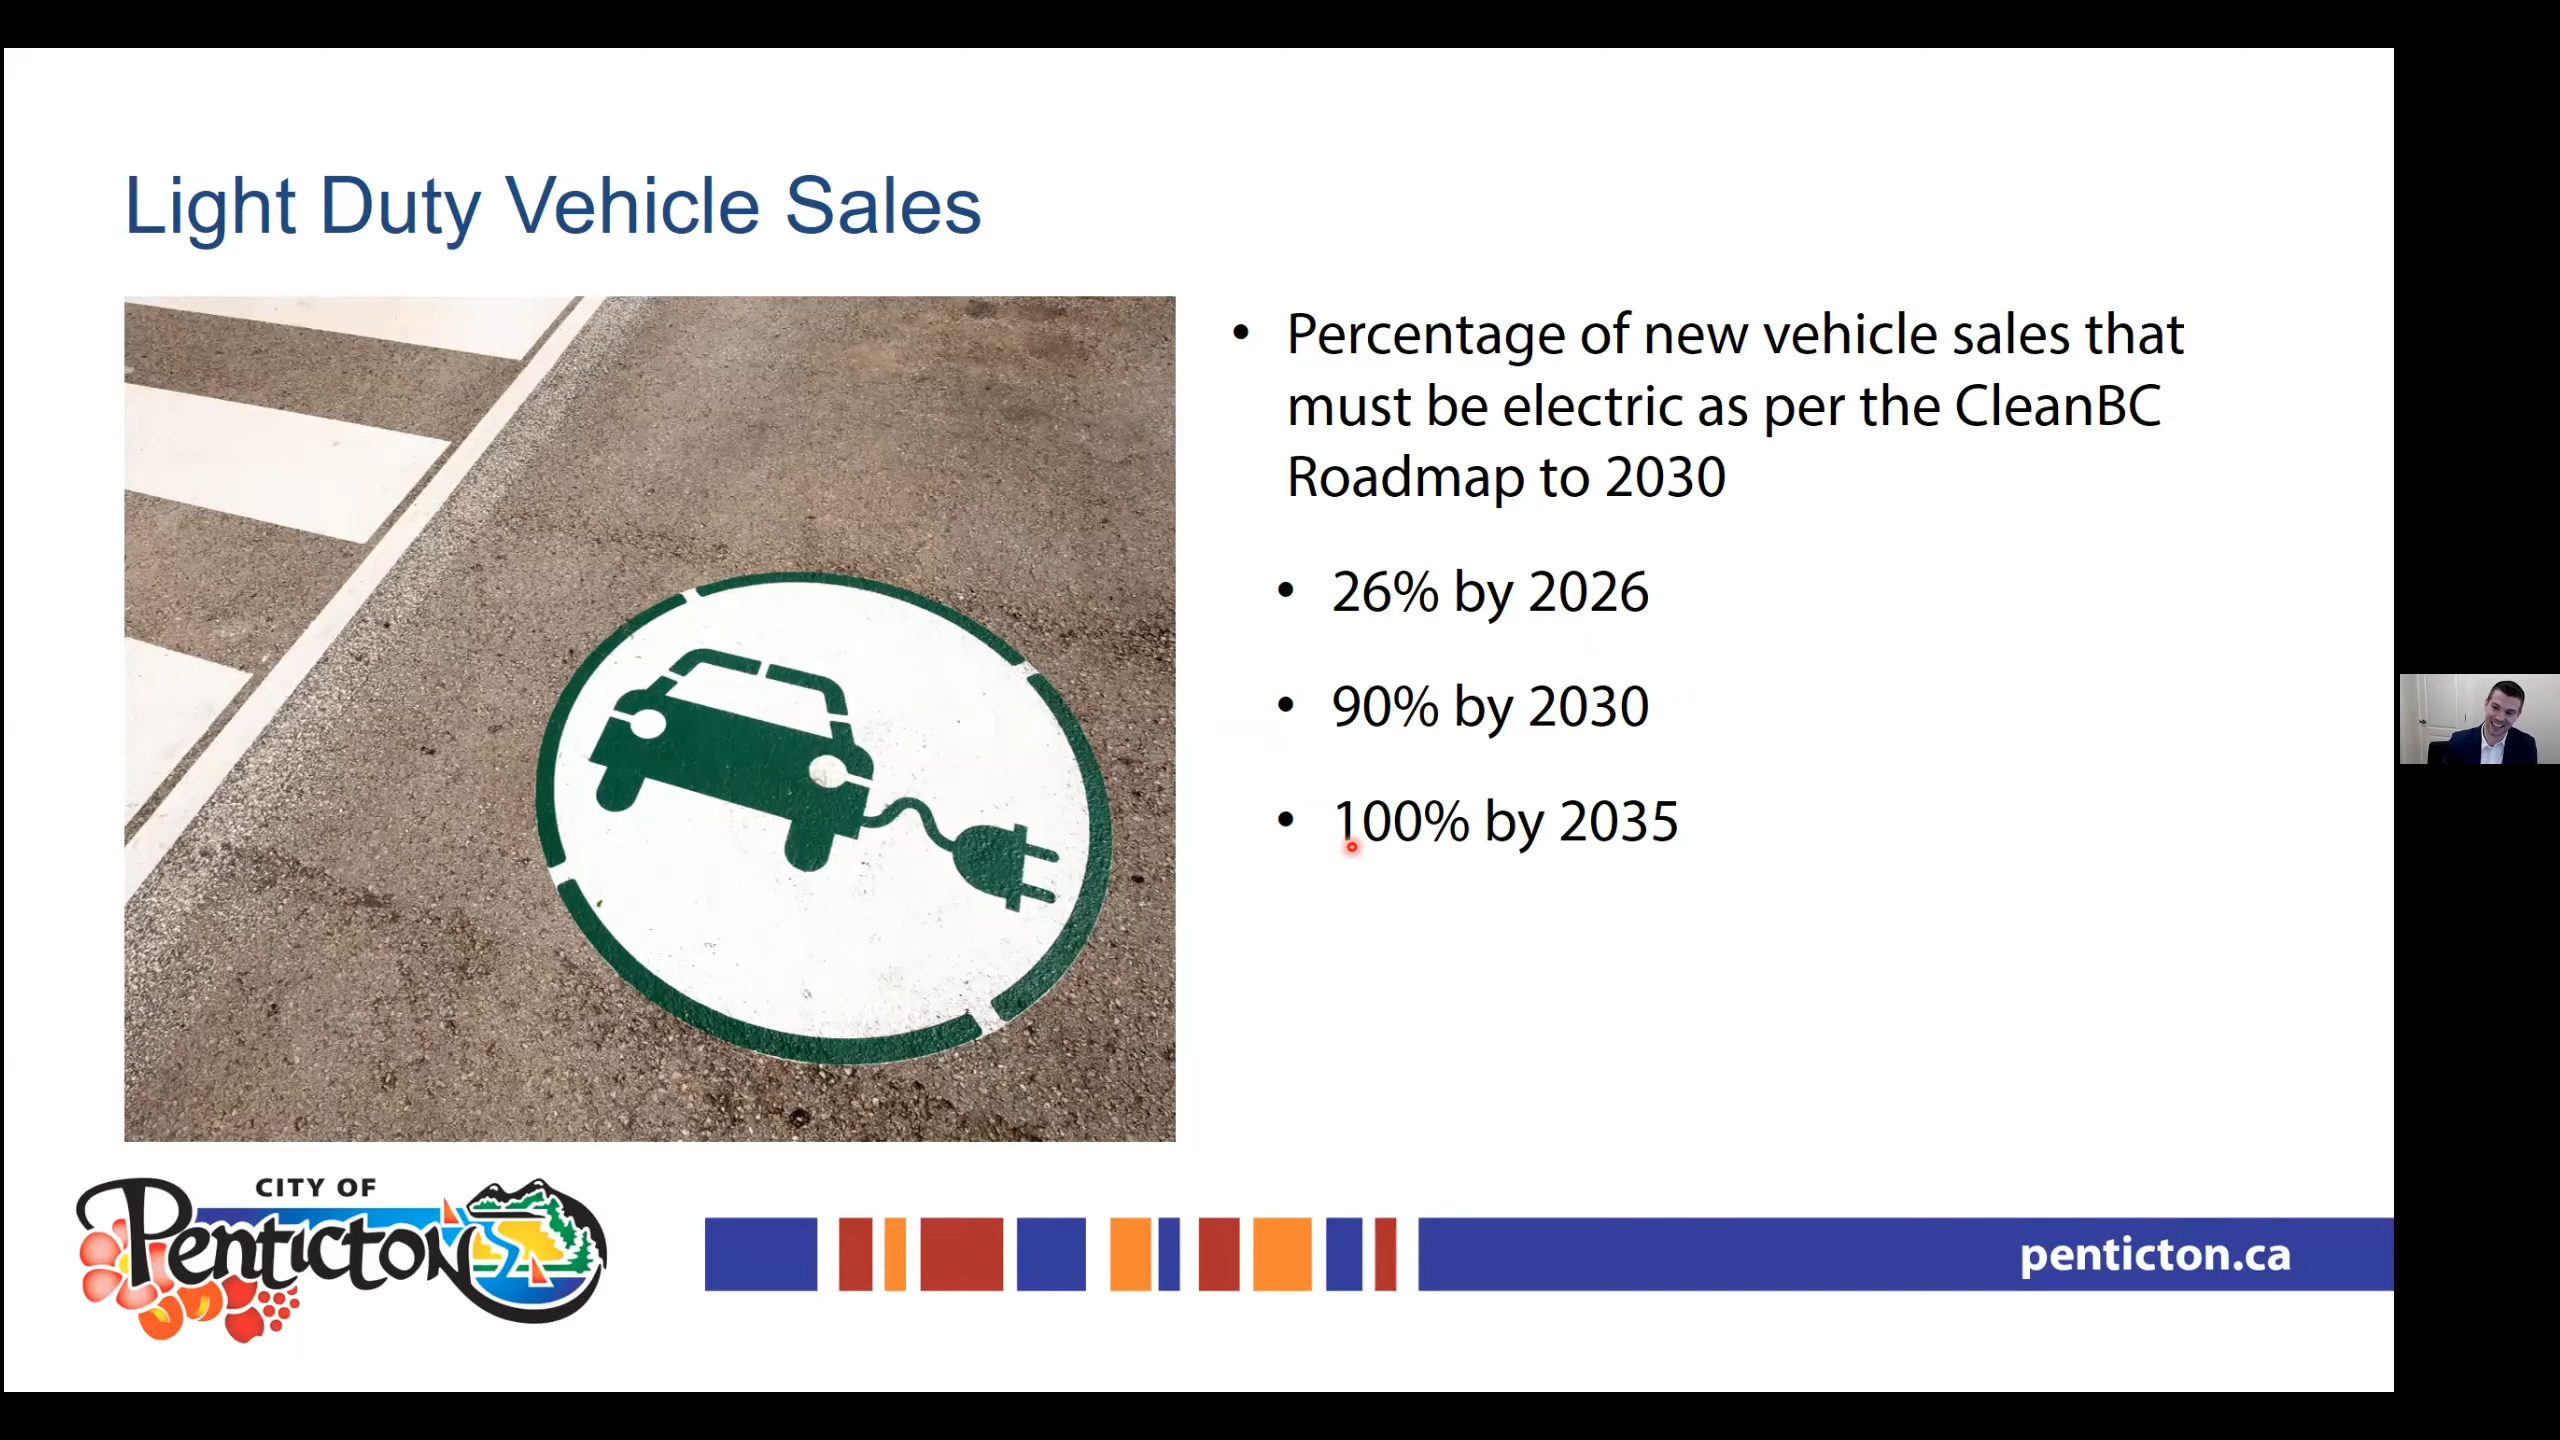 Light Duty Vehicle Sales
• Percentage of new vehicle sales that
must be electric as per the CleanBC
Roadmap to 2030
• 26% by 2026
• 90% by 2030
• 100% by 2035
CITY OF
Penticton
penticton.ca